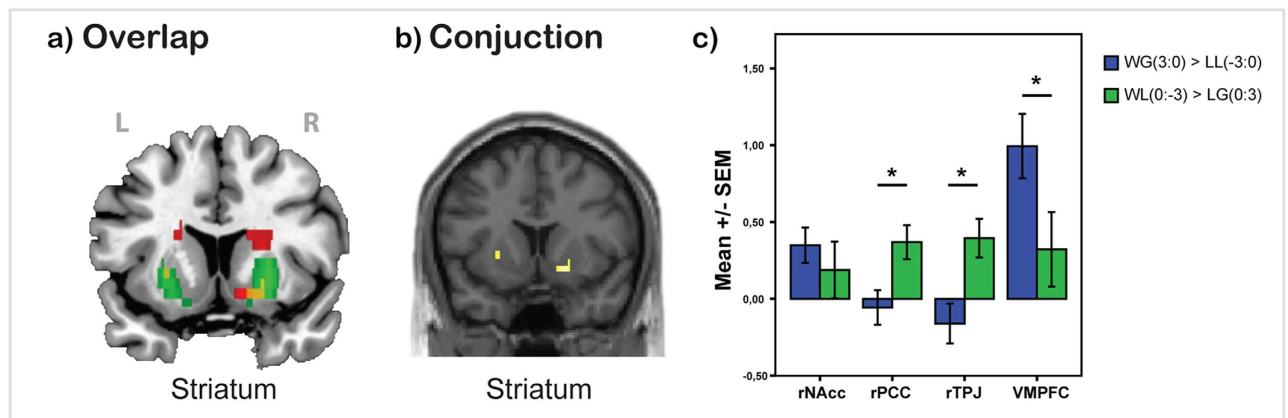 a) Overlap
L
R
Striatum
b) Conjuction
Striatum
c)
Mean +/- SEM
1,50
1,00
0,50
0,00
-0,50
*
*
*
rNAcc
rPCC
rTPJ
VMPFC
WG(3:0) > LL(-3:0)
WL(0:-3) > LG(0:3)